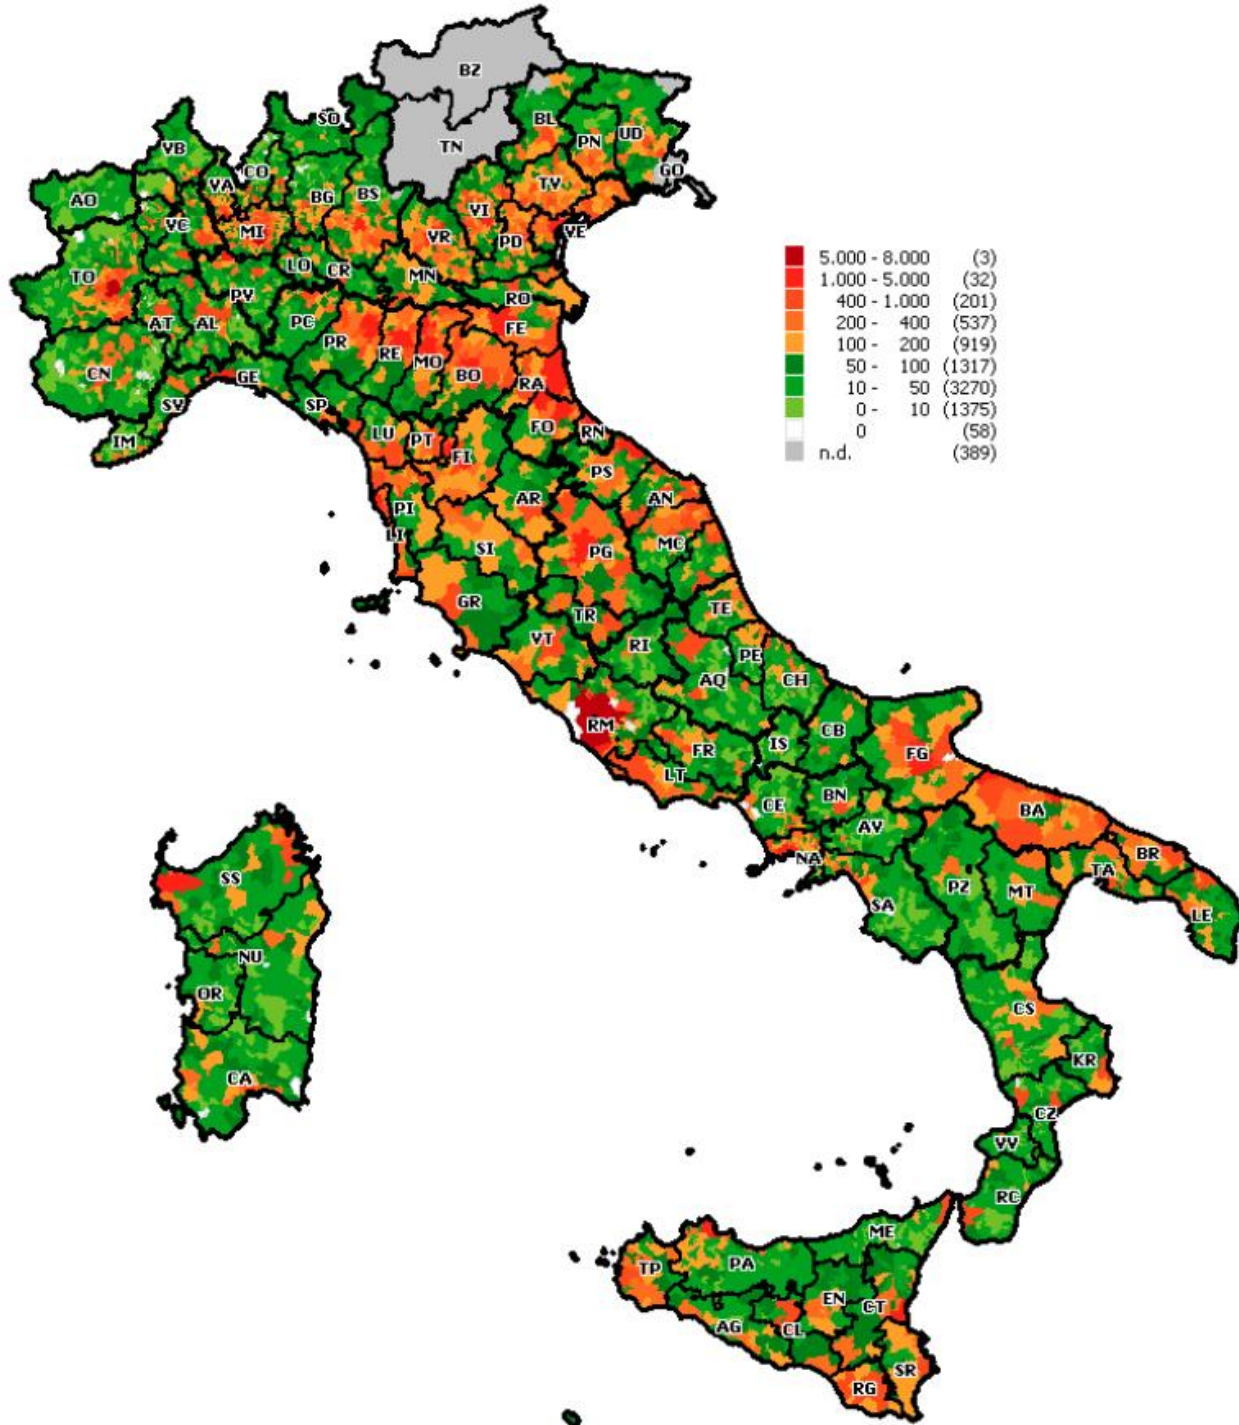 BZ
SO
BL
PN
UD
TN
VB
CO
GO
AO
VA
BG
BS
VI
TV
VC
MI
VR
PD
VE
TO
LO
CR
MN
5.000 - 8.000 (3)
1.000 - 5.000 (32)
400 - 1.000 (201)
200 - 400 (537)
100 - 200 (919)
50 - 100 (1317)
10 - 50 (3270)
0 - 10 (1375)
0 (58)
n.d. (389)
PV
RO
AT
AL
PC
PR
FE
CN
RE
MO
BO
RA
GE
SV
SP
FO
RN
IM
LU
PT
FI
PS
AR
AN
PI
LI
SI
PG
MC
GR
TR
TE
VT
RI
PE
AQ
CH
RM
IS
CB
FR
FG
LT
CE
BN
BA
AV
NA
BR
TA
SS
PZ
MT
SA
LE
NU
OR
CS
KR
CA
CZ
VV
RC
ME
TP
PA
EN
CT
AG
CL
SR
RG